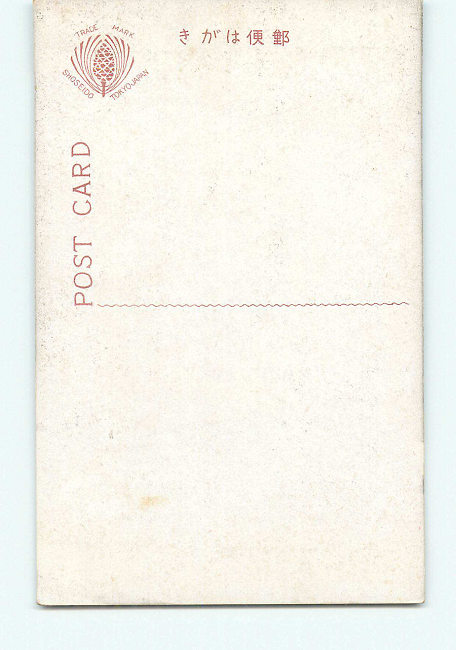 きがは便郵
TRADE MARK
SHOSEIDO TOKYO JAPAN
POST CARD